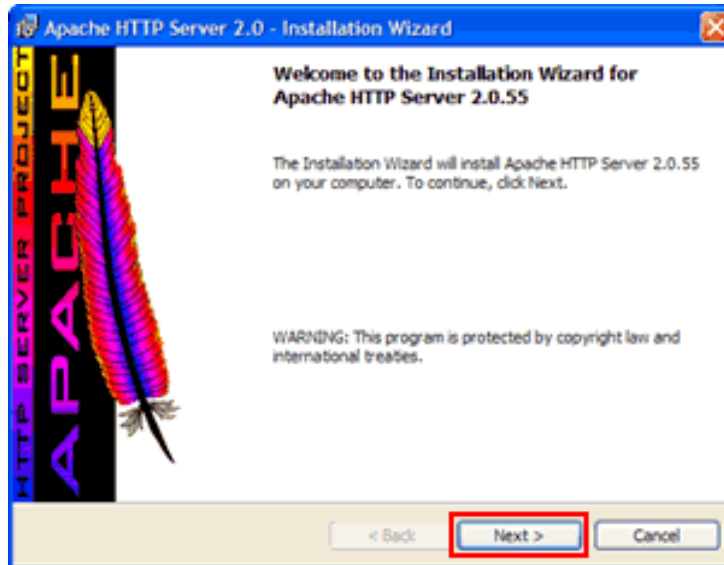 Apache HTTP Server 2.0 - Installation Wizard
HTTP SERVER PROJECT
APACHE
Welcome to the Installation Wizard for
Apache HTTP Server 2.0.55
The Installation Wizard will install Apache HTTP Server 2.0.55
on your computer. To continue, click Next.
WARNING: This program is protected by copyright law and
international treaties.
< Back Next > Cancel